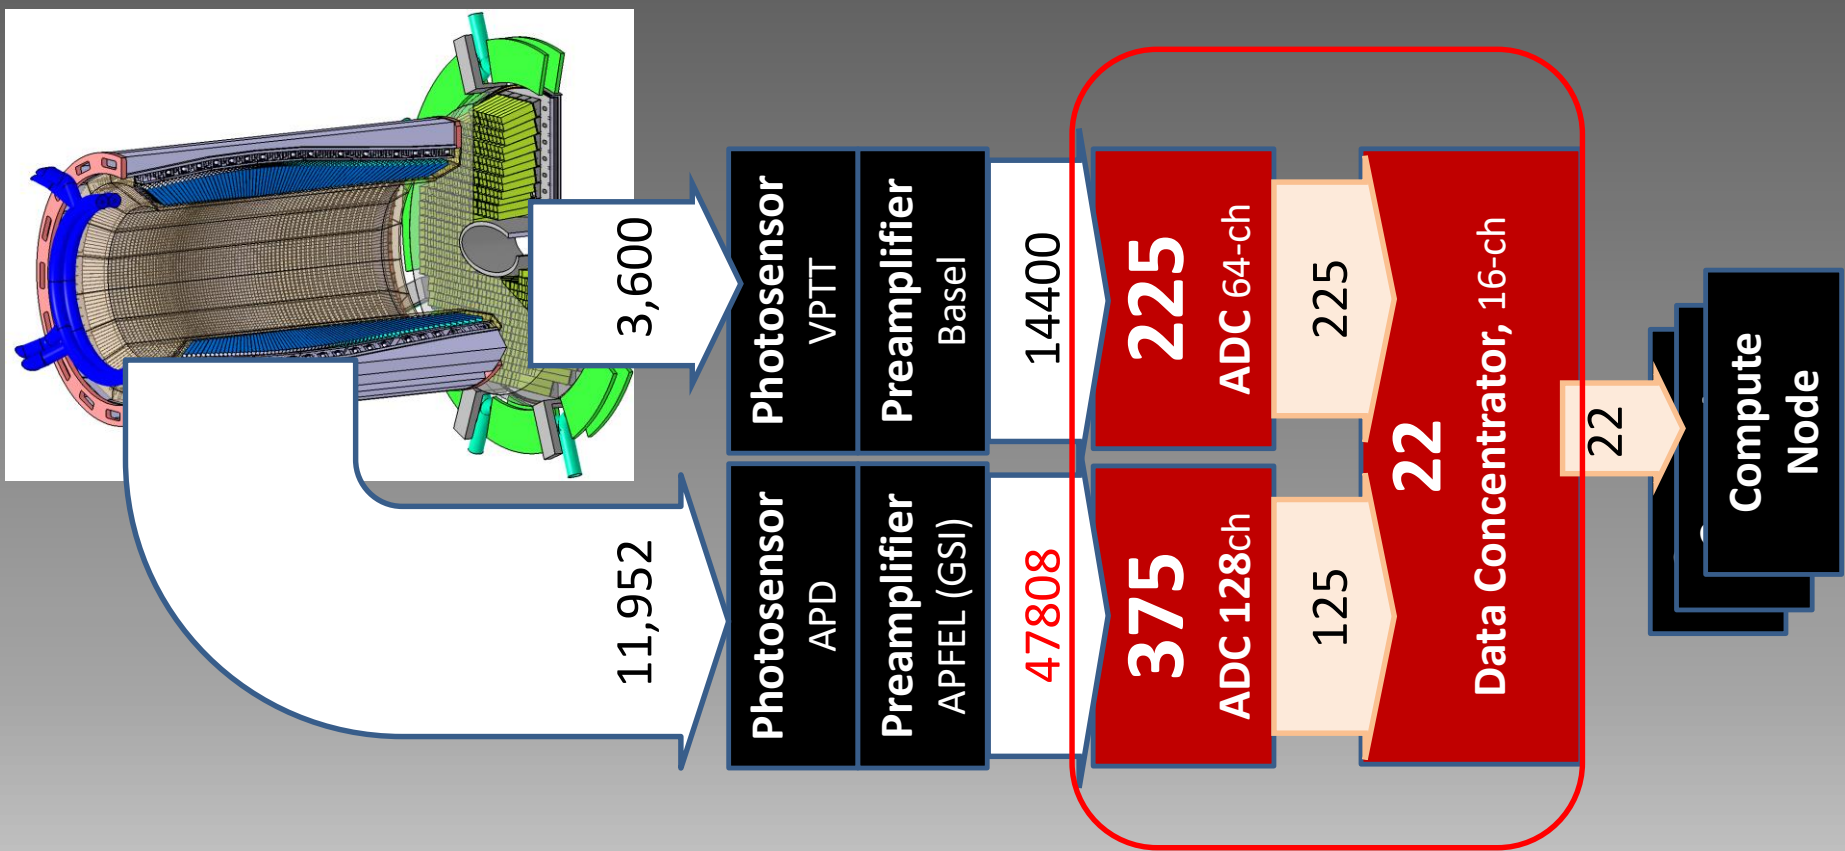 3,600
Photosensor
VPTT
Preamplifier
Basel
14400
225
ADC 64-ch
225
11,952
Photosensor
APD
Preamplifier
APFEL (GSI)
47808
375
ADC 128ch
125
22
Data Concentrator, 16-ch
22
Compute
Node